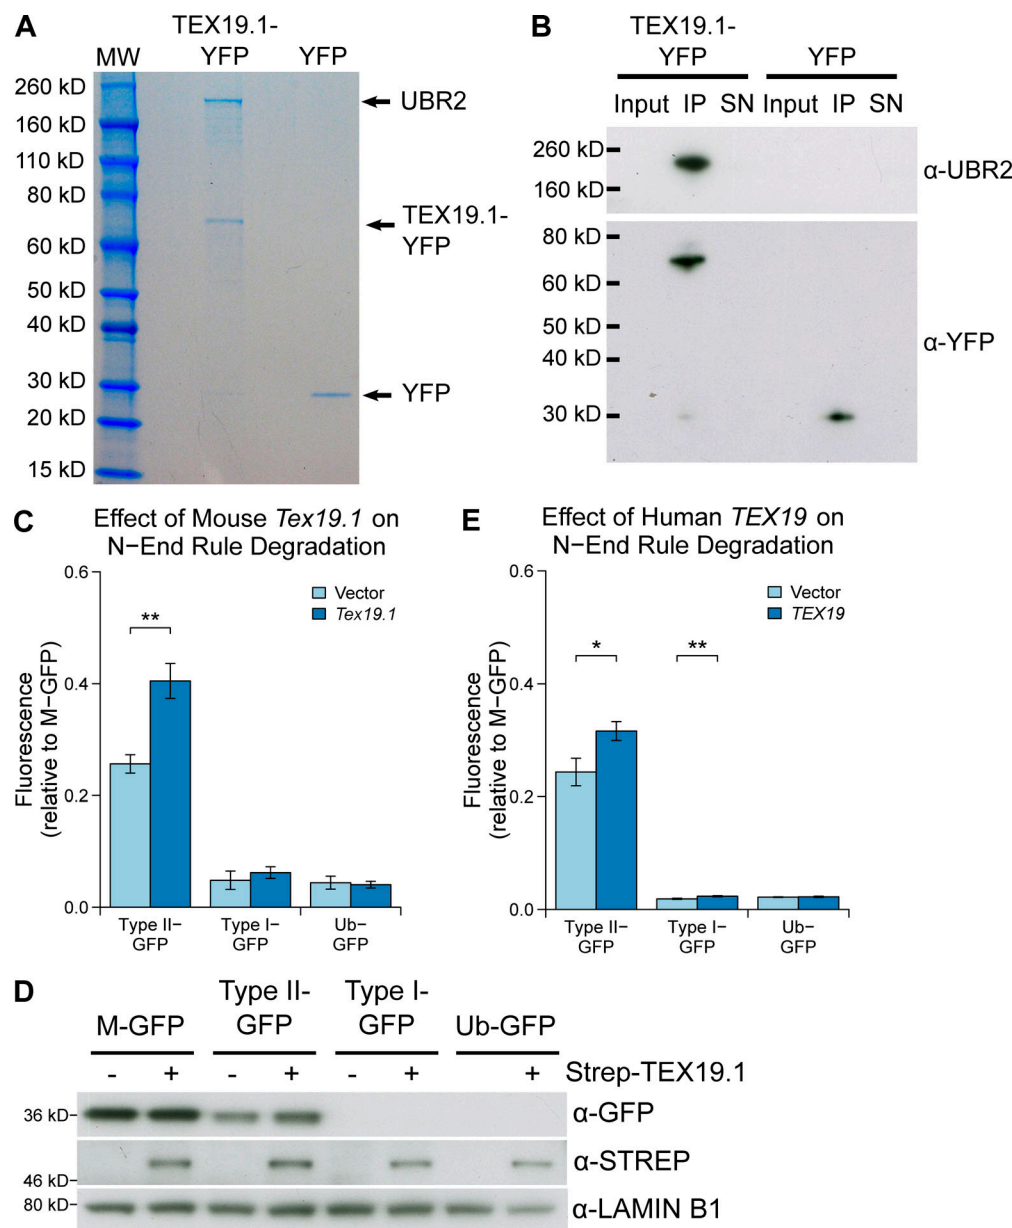 A
TEX19.1-
MW YFP YFP
260 kD
160 kD
110 kD
80 kD
60 kD
50 kD
40 kD
30 kD
20 kD
15 kD
UBR2
TEX19.1-
YFP
YFP
B
TEX19.1-
YFP YFP
Input IP SN Input IP SN
260 kD
160 kD
α-UBR2
80 kD
60 kD
50 kD
40 kD
30 kD
α-YFP
C
Effect of Mouse Tex19.1 on
N−End Rule Degradation
Fluorescence
(relative to M−GFP)
0.6
0.4
0.2
0.0
Vector
Tex19.1
**
Type II−
GFP
Type I−
GFP
Ub−
GFP
E
Effect of Human TEX19 on
N−End Rule Degradation
Fluorescence
(relative to M−GFP)
0.6
0.4
0.2
0.0
Vector
TEX19
*
**
Type II−
GFP
Type I−
GFP
Ub−
GFP
D
M-GFP
Type II-
GFP
Type I-
GFP
Ub-GFP
- + - + - + - + Strep-TEX19.1
36 kD
α-GFP
46 kD
α-STREP
80 kD
α-LAMIN B1